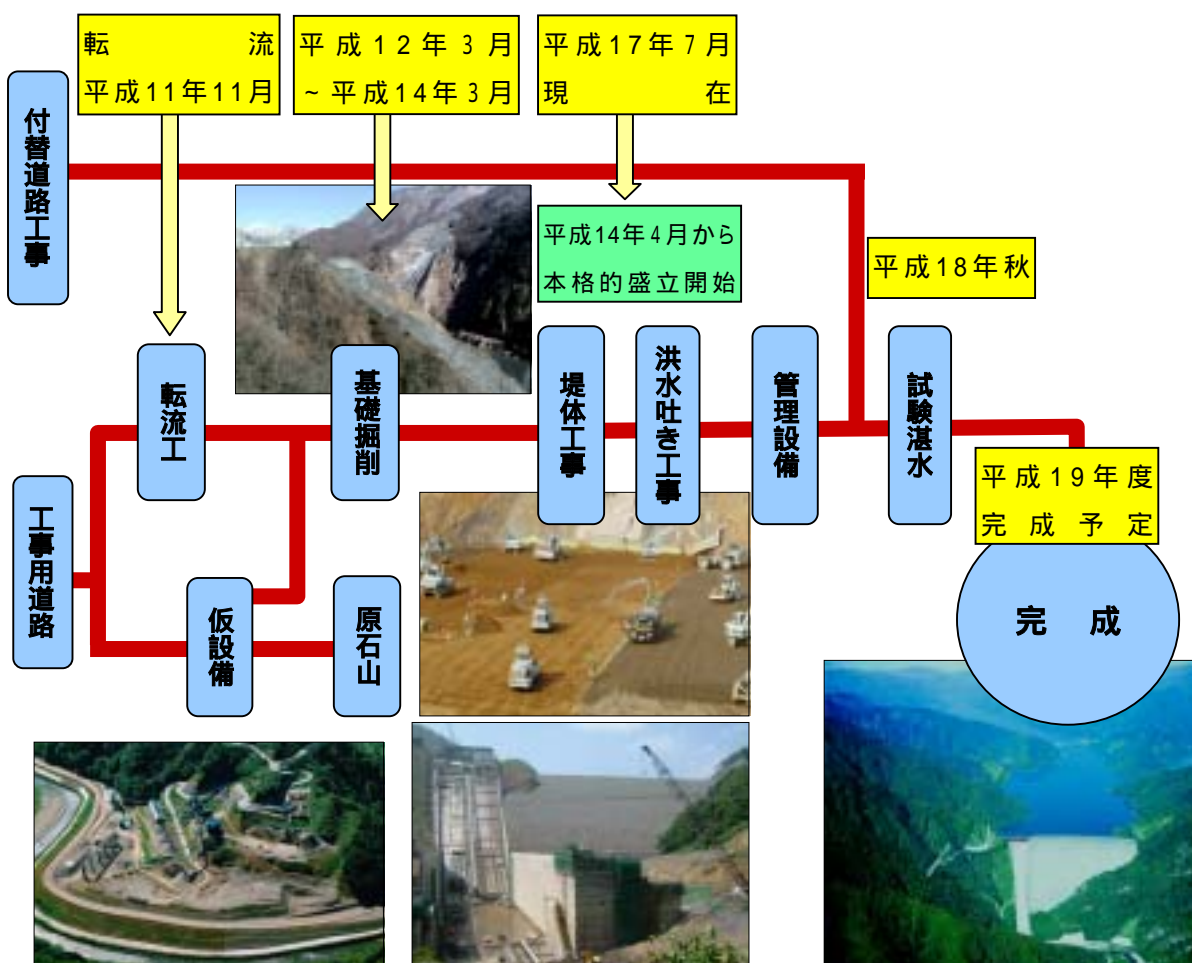 転流
平成11年11月
平成12年3月
~平成14年3月
平成17年7月
現在
付替道路工事
平成14年4月から
本格的盛立開始
平成18年秋
転流工
基礎掘削
堤体工事
洪水吐き工事
管理設備
試験湛水
平成19年度
完成予定
工事用道路
仮設備
原石山
完成